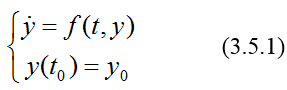 ẏ = f(t, y)
y(t₀) = y₀ (3.5.1)